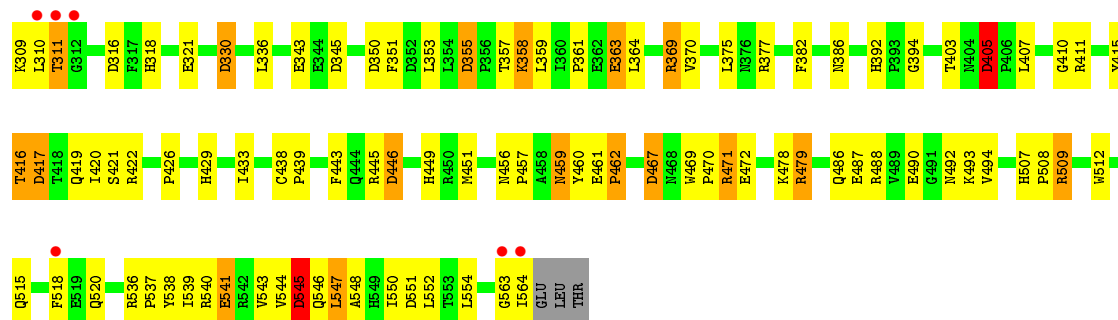 K309 L310 T311 G312 D316 F317 H318 E321 D330 L336 E343 E344 D345 D350 F351 D352 L353 L354 D355 P356 T357 K358 L359 I360 P361 E362 E363 L364 R369 V370 L375 N376 R377 F382 N386 H392 P393 G394 T403 N404 D405 P406 L407 G410 R411 Y415
T416 D417 T418 Q419 I420 S421 R422 P426 H429 I433 C438 P439 F443 Q444 R445 D446 H449 R450 M451 N456 P457 A458 N459 Y460 E461 P462 D467 N468 W469 P470 R471 E472 K478 R479 Q486 E487 R488 V489 E490 G491 N492 K493 V494 H507 P508 R509 W512
Q515 F518 E519 Q520 R536 P537 Y538 I539 R540 E541 R542 V543 V544 D545 Q546 L547 A548 H549 I550 D551 L552 T553 L554 G563 I564 GLU LEU THR